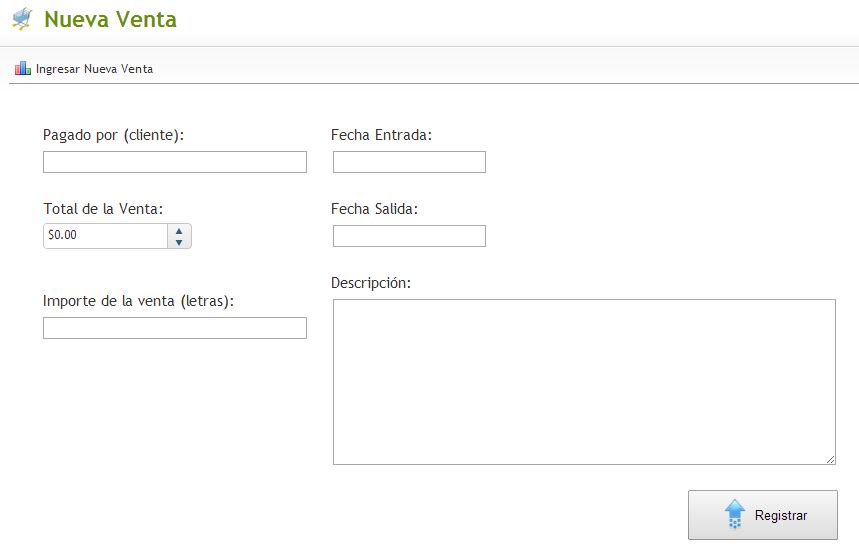 Nueva Venta
Ingresar Nueva Venta
Pagado por (cliente):
Fecha Entrada:
Total de la Venta:
$0.00
Fecha Salida:
Importe de la venta (letras):
Descripción:
Registrar